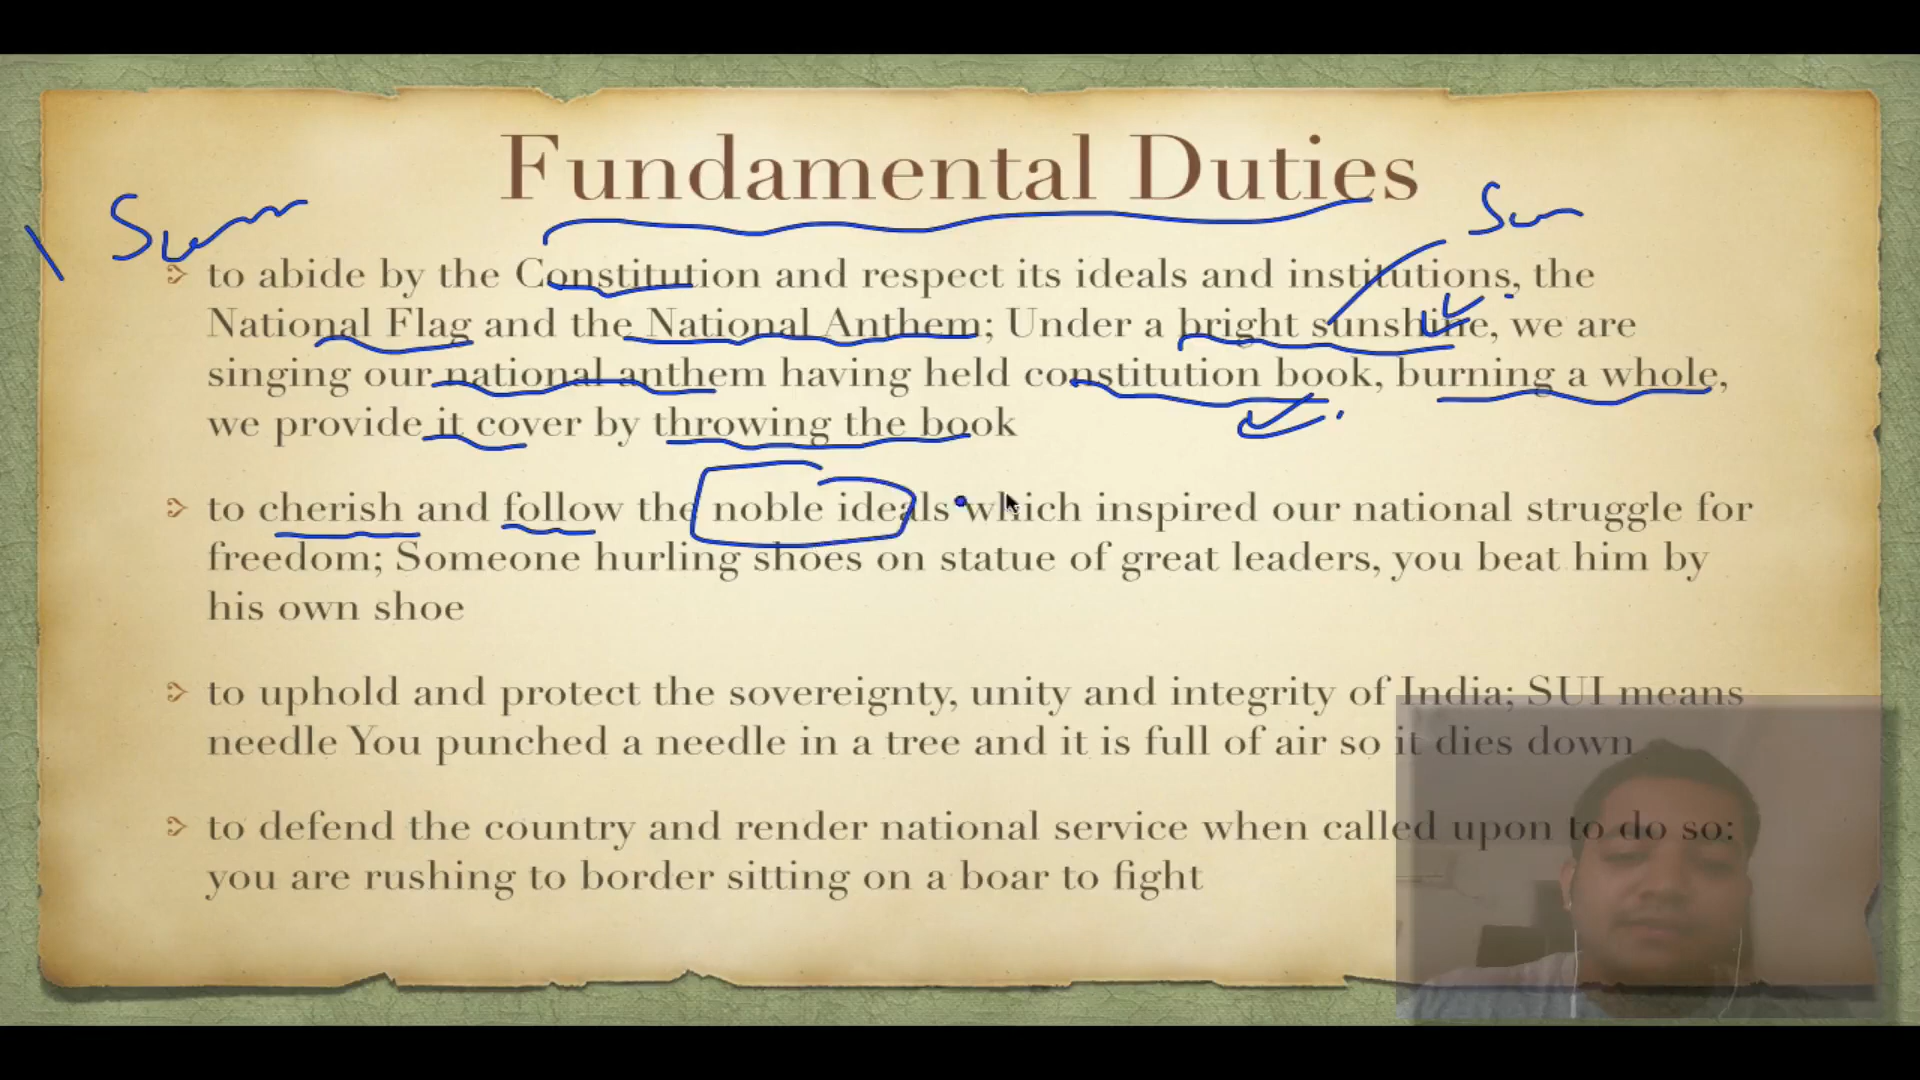 Fundamental Duties
Sun
Sun
to abide by the Constitution and respect its ideals and institutions, the
National Flag and the National Anthem; Under a bright sunshine, we are
singing our national anthem having held constitution book, burning a whole,
we provide it cover by throwing the book
to cherish and follow the noble ideals which inspired our national struggle for
freedom; Someone hurling shoes on statue of great leaders, you beat him by
his own shoe
to uphold and protect the sovereignty, unity and integrity of India; SUI means
needle You punched a needle in a tree and it is full of air so it dies down
to defend the country and render national service when called upon to do so:
you are rushing to border sitting on a boar to fight